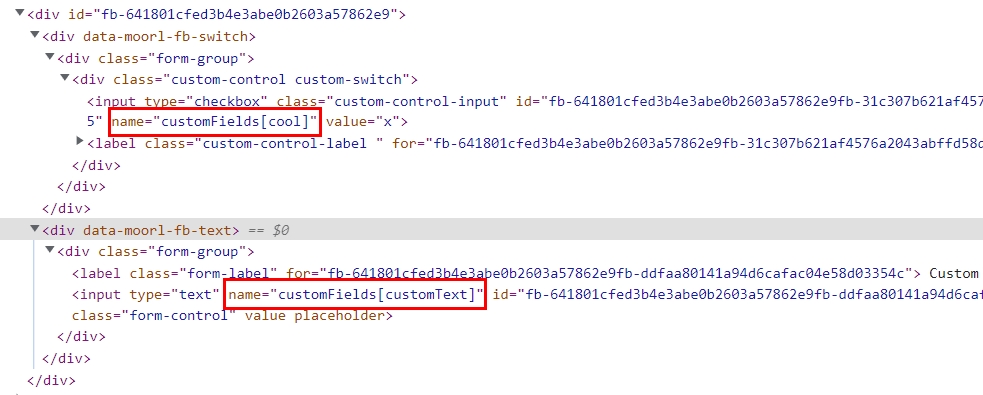 <div id="fb-641801cfed3b4e3abe0b2603a57862e9">
<div data-moorl-fb-switch>
<div class="form-group">
<div class="custom-control custom-switch">
<input type="checkbox" class="custom-control-input" id="fb-641801cfed3b4e3abe0b2603a57862e9fb-31c307b621af457
5" name="customFields[cool]" value="x">
<label class="custom-control-label " for="fb-641801cfed3b4e3abe0b2603a57862e9fb-31c307b621af4576a2043abffd58d
</div>
</div>
</div>
<div data-moorl-fb-text> == $0
<div class="form-group">
<label class="form-label" for="fb-641801cfed3b4e3abe0b2603a57862e9fb-ddfaa80141a94d6cafac04e58d03354c"> Custom
<input type="text" name="customFields[customText]" id="fb-641801cfed3b4e3abe0b2603a57862e9fb-ddfaa80141a94d6caf
class="form-control" value placeholder>
</div>
</div>
</div>